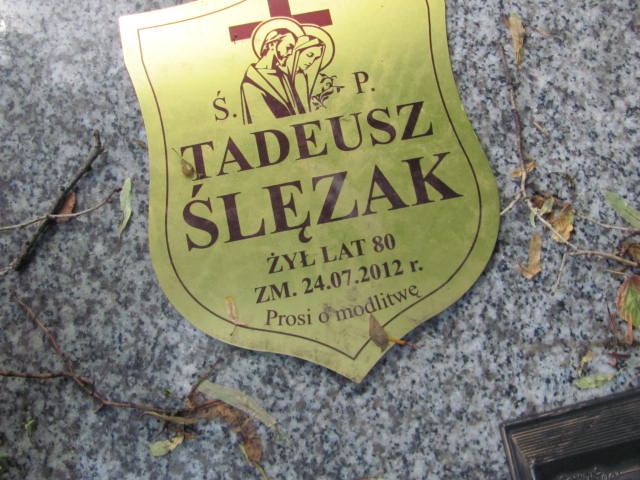 Ś. P.
TADEUSZ
ŚLĘZAK
ŻYŁ LAT 80
ZM. 24.07.2012 r.
Prosi o modlitwę